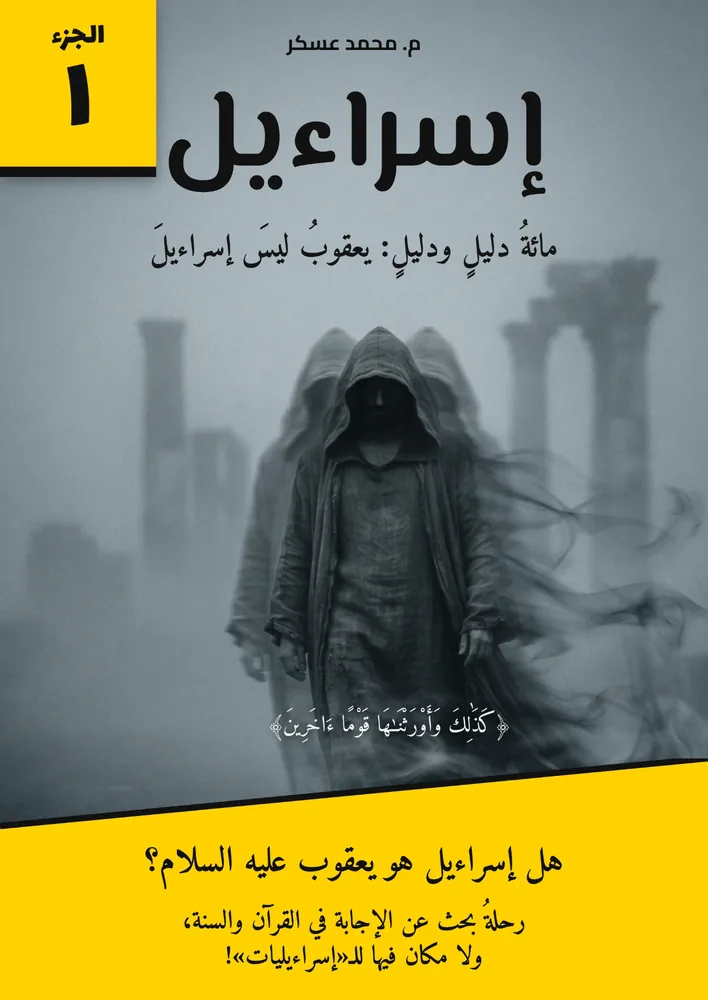 الجزء
١
م. محمد عسكر
إسراءيل
مائةُ دليلٍ ودليلٍ: يعقوبُ ليسَ إسراءيلَ
﴿كَذَٰلِكَ وَأَوْرَثْنَـٰهَا قَوْمًا ءَاخَرِينَ﴾
هل إسراءيل هو يعقوب عليه السلام؟
رحلةُ بحث عن الإجابة في القرآن والسنة،
ولا مكان فيها للـ«إسراءيليات»!